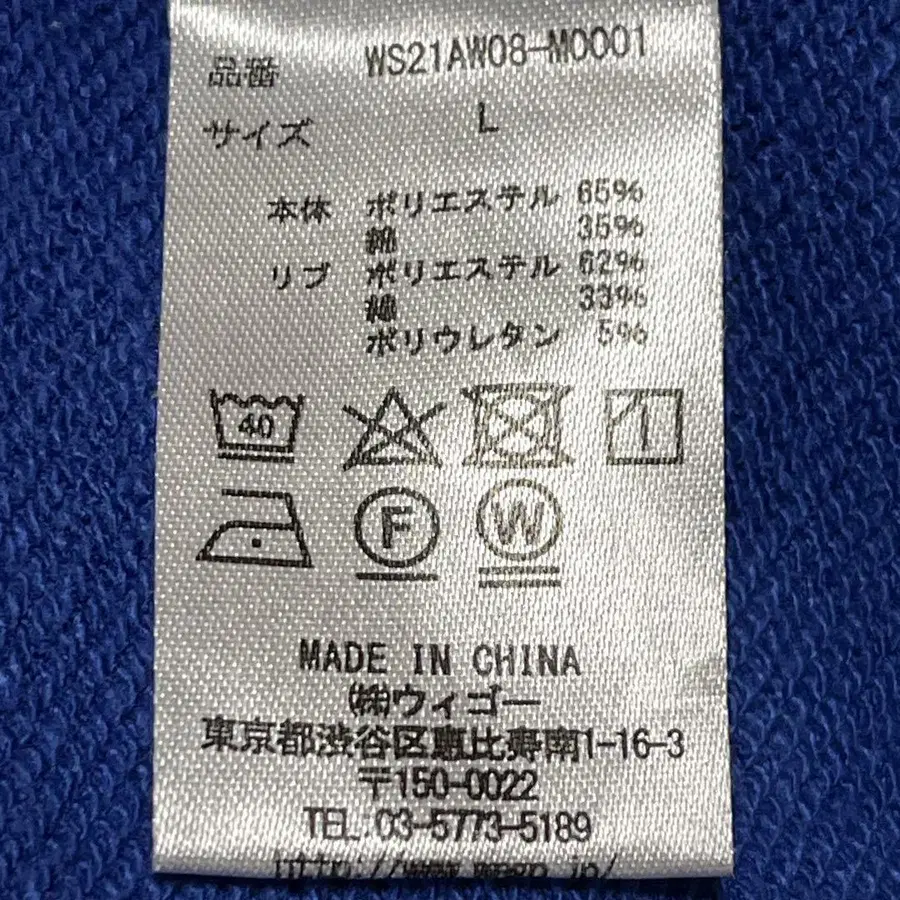 品番 WS21AW08-M0001
サイズ L
本体 ポリエステル 65%
綿 35%
リブ ポリエステル 62%
綿 33%
ポリウレタン 5%
40
F W
MADE IN CHINA
㈱ウィゴー
東京都渋谷区恵比寿南1-16-3
〒150-0022
TEL:03-5773-5189